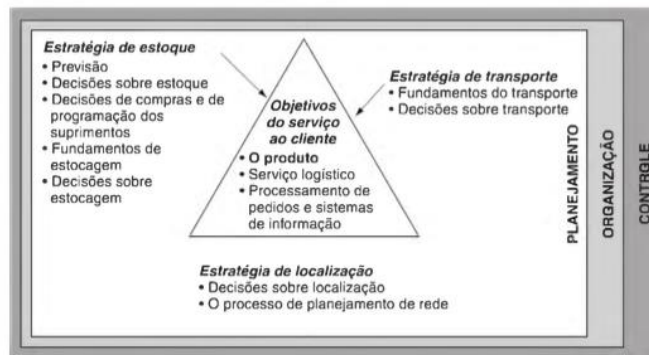 Estratégia de estoque
• Previsão
• Decisões sobre estoque
• Decisões de compras e de
programação dos
suprimentos
• Fundamentos de
estocagem
• Decisões sobre
estocagem
Objetivos
do serviço
ao cliente
• O produto
• Serviço logístico
• Processamento de
pedidos e sistemas
de informação
Estratégia de transporte
• Fundamentos do transporte
• Decisões sobre transporte
Estratégia de localização
• Decisões sobre localização
• O processo de planejamento de rede
PLANEJAMENTO
ORGANIZAÇÃO
CONTROLE